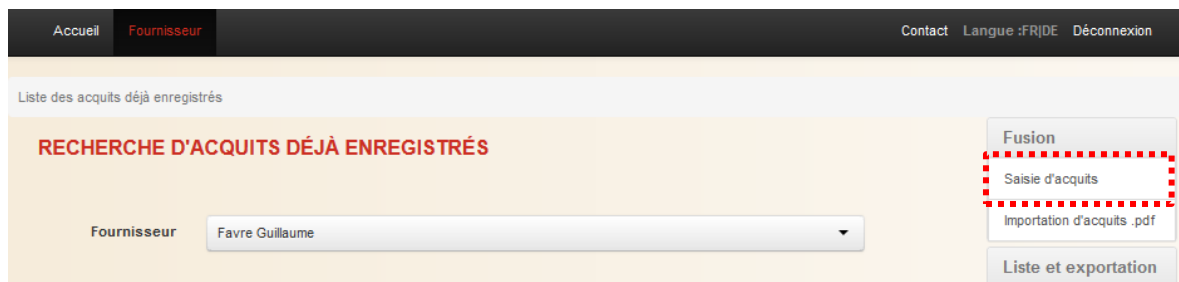 Accueil Fournisseur Contact Langue :FR|DE Déconnexion
Liste des acquits déjà enregistrés
RECHERCHE D'ACQUITS DÉJÀ ENREGISTRÉS
Fournisseur Favre Guillaume
Fusion
Saisie d'acquits
Importation d'acquits .pdf
Liste et exportation